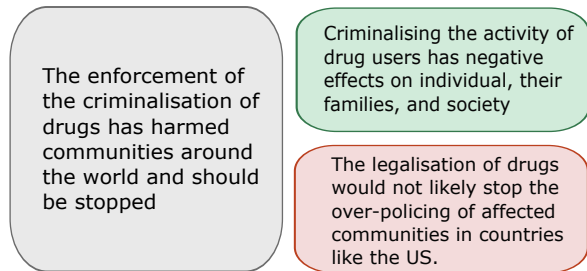 The enforcement of
the criminalisation of
drugs has harmed
communities around
the world and should
be stopped
Criminalising the activity of
drug users has negative
effects on individual, their
families, and society
The legalisation of drugs
would not likely stop the
over-policing of affected
communities in countries
like the US.